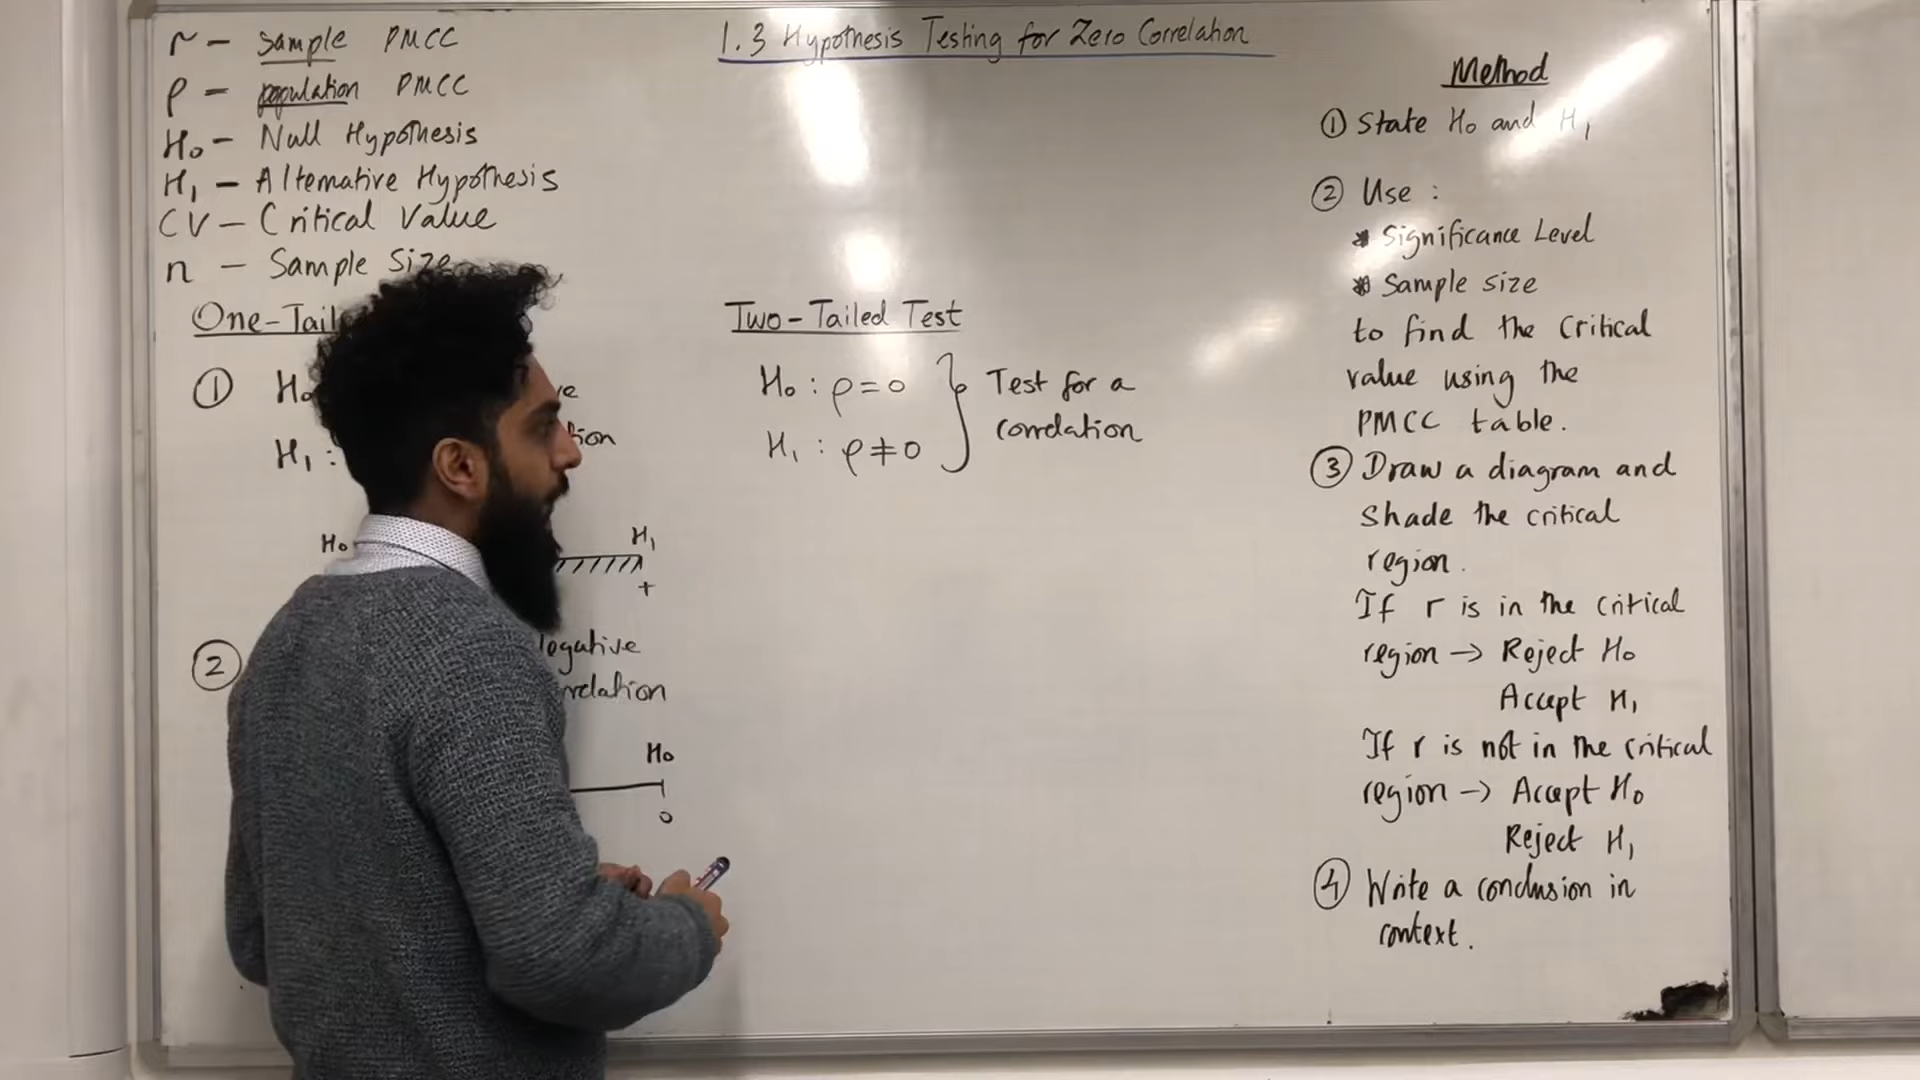 1.3 Hypothesis Testing for Zero Correlation
r - Sample PMCC
ρ - population PMCC
H₀ - Null Hypothesis
H₁ - Alternative Hypothesis
CV - Critical Value
n - Sample Size
One-Tail
① H₀
H₁ :
H₀ H₁
+
②
relation
H₀
0
Two-Tailed Test
H₀ : ρ = 0
H₁ : ρ ≠ 0
Test for a
correlation
Method
① State H₀ and H₁
② Use :
* Significance Level
* Sample size
to find the critical
value using the
PMCC table.
③ Draw a diagram and
Shade the critical
region.
If r is in the critical
region → Reject H₀
Accept H₁
If r is not in the critical
region → Accept H₀
Reject H₁
④ Write a conclusion in
context.